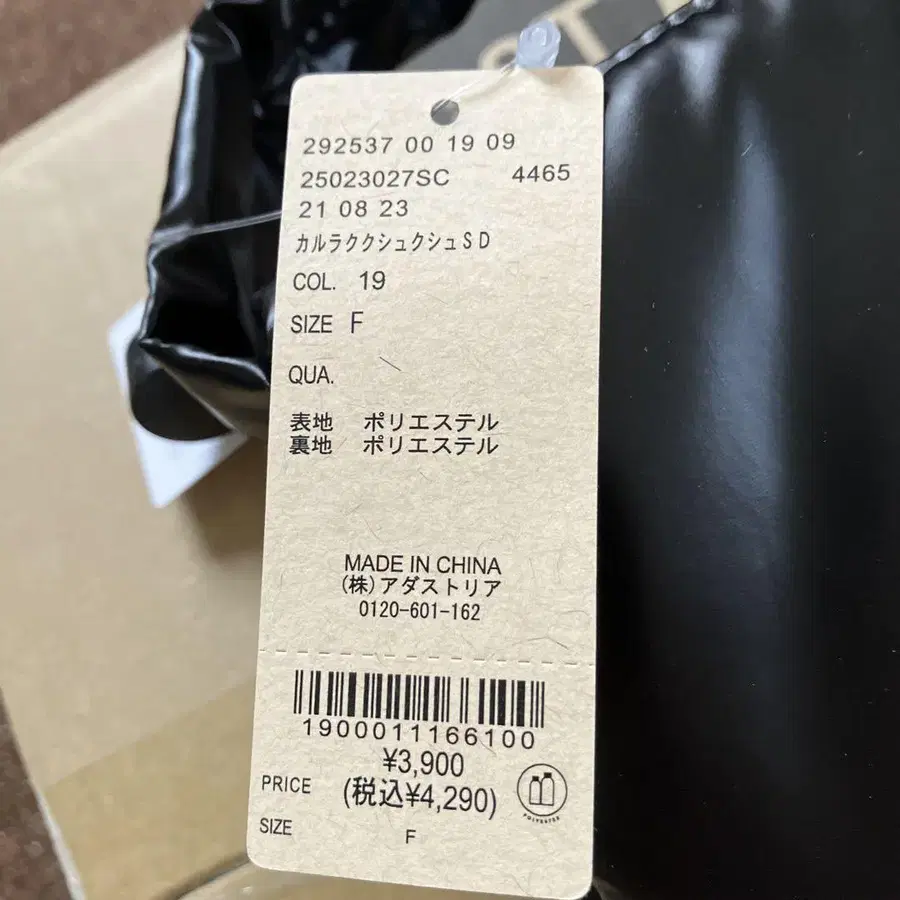 ST
292537 00 19 09
25023027SC 4465
21 08 23
カルラククシュクシュSD
COL. 19
SIZE F
QUA.
表地 ポリエステル
裏地 ポリエステル
MADE IN CHINA
(株)アダストリア
0120-601-162
1900011166100
¥3,900
PRICE (税込¥4,290)
POLYESTER
SIZE F